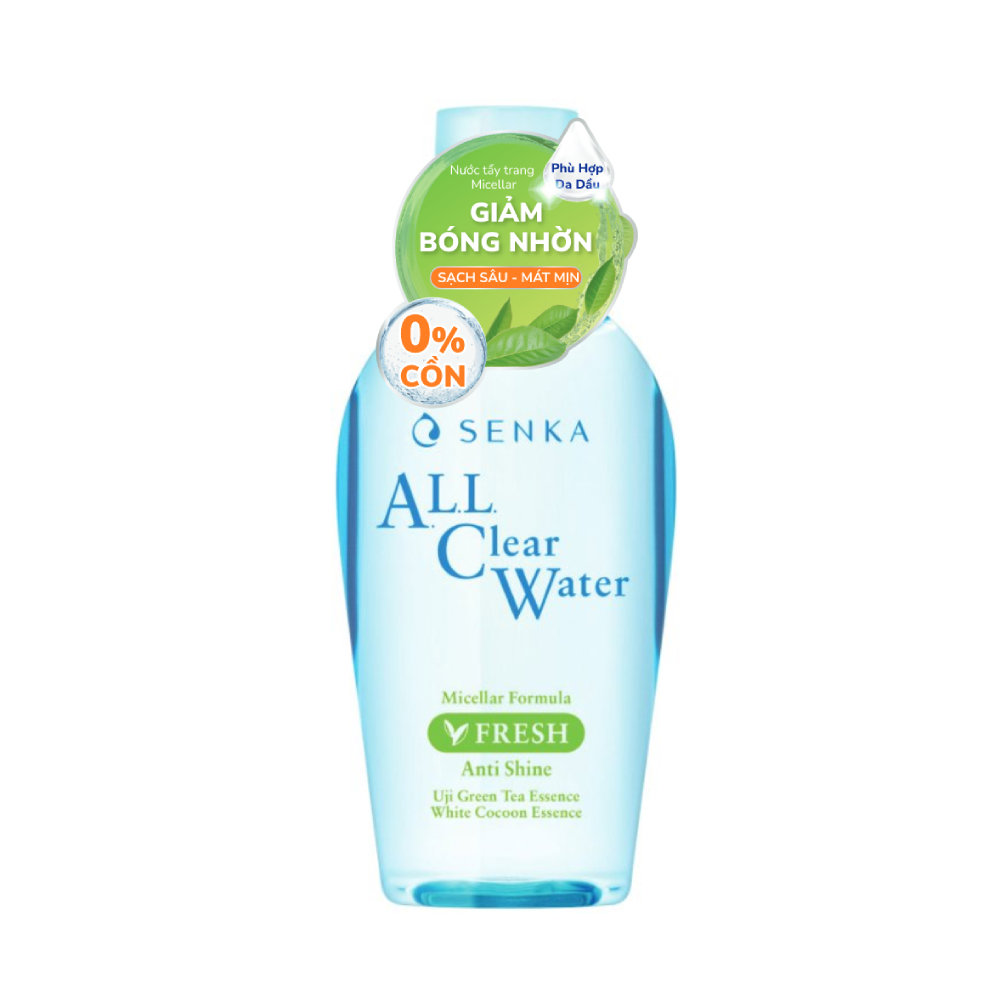 Nước tẩy trang
Micellar
Phù Hợp
Da Dầu
GIẢM
BÓNG NHỜN
SẠCH SÂU - MÁT MỊN
0%
CỒN
SENKA
A.L.L.
Clear
Water
Micellar Formula
FRESH
Anti Shine
Uji Green Tea Essence
White Cocoon Essence